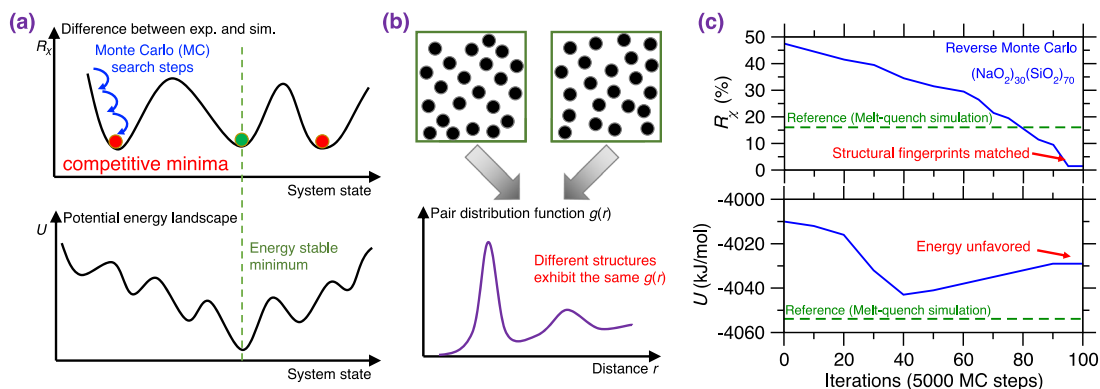 (a)
Difference between exp. and sim.
Rχ
Monte Carlo (MC)
search steps
competitive minima
System state
Potential energy landscape
U
Energy stable
minimum
System state
(b)
Pair distribution function g(r)
Different structures
exhibit the same g(r)
Distance r
(c)
50
40
30
20
10
0
Rχ (%)
Reverse Monte Carlo
(NaO2)30(SiO2)70
Reference (Melt-quench simulation)
Structural fingerprints matched
-4000
-4020
-4040
-4060
U (kJ/mol)
Energy unfavored
Reference (Melt-quench simulation)
0 20 40 60 80 100
Iterations (5000 MC steps)